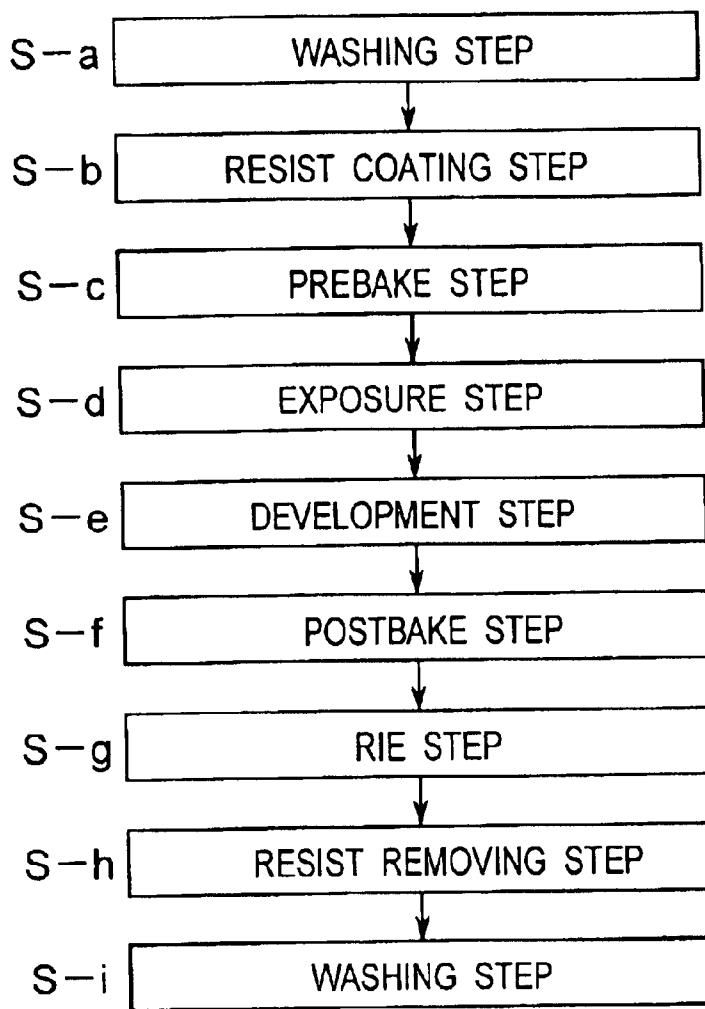 S-a WASHING STEP
S-b RESIST COATING STEP
S-c PREBAKE STEP
S-d EXPOSURE STEP
S-e DEVELOPMENT STEP
S-f POSTBAKE STEP
S-g RIE STEP
S-h RESIST REMOVING STEP
S-i WASHING STEP